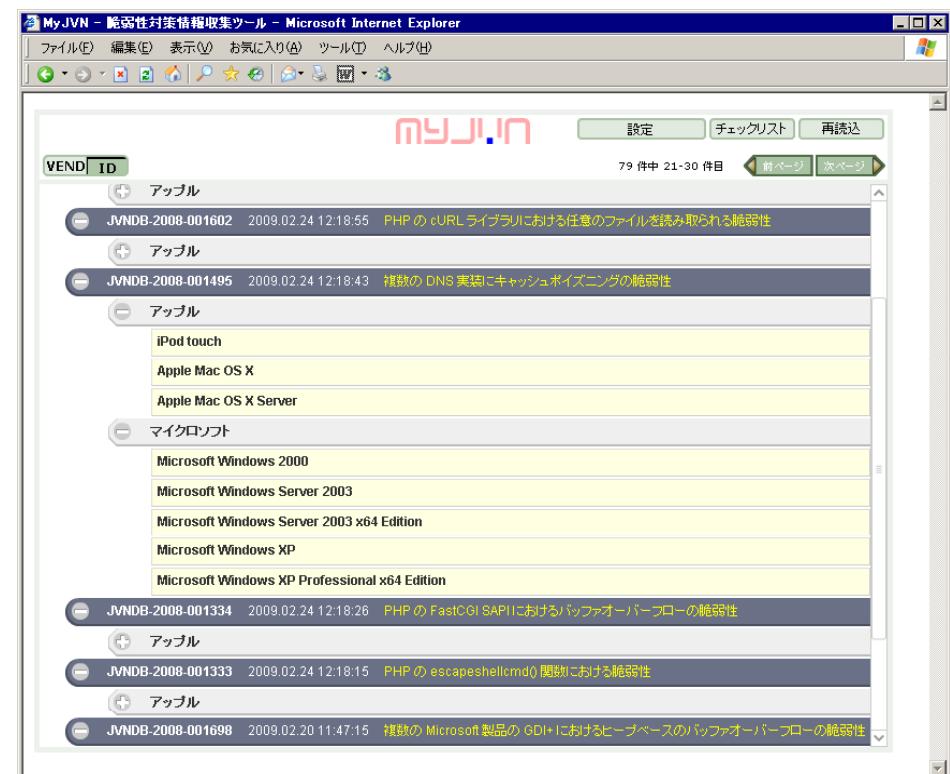 MyJVN - 脆弱性対策情報収集ツール - Microsoft Internet Explorer
ファイル(F) 編集(E) 表示(V) お気に入り(A) ツール(T) ヘルプ(H)
MYJVN 設定 チェックリスト 再読込
VEND ID 79 件中 21-30 件目 前ページ 次ページ
アップル
JVNDB-2008-001602 2009.02.24 12:18:55 PHP の cURL ライブラリにおける任意のファイルを読み取られる脆弱性
アップル
JVNDB-2008-001495 2009.02.24 12:18:43 複数の DNS 実装にキャッシュポイズニングの脆弱性
アップル
iPod touch
Apple Mac OS X
Apple Mac OS X Server
マイクロソフト
Microsoft Windows 2000
Microsoft Windows Server 2003
Microsoft Windows Server 2003 x64 Edition
Microsoft Windows XP
Microsoft Windows XP Professional x64 Edition
JVNDB-2008-001334 2009.02.24 12:18:26 PHP の FastCGI SAPI におけるバッファオーバーフローの脆弱性
アップル
JVNDB-2008-001333 2009.02.24 12:18:15 PHP の escapeshellcmd() 関数における脆弱性
アップル
JVNDB-2008-001698 2009.02.20 11:47:15 複数の Microsoft 製品の GDI+ におけるヒープベースのバッファオーバーフローの脆弱性